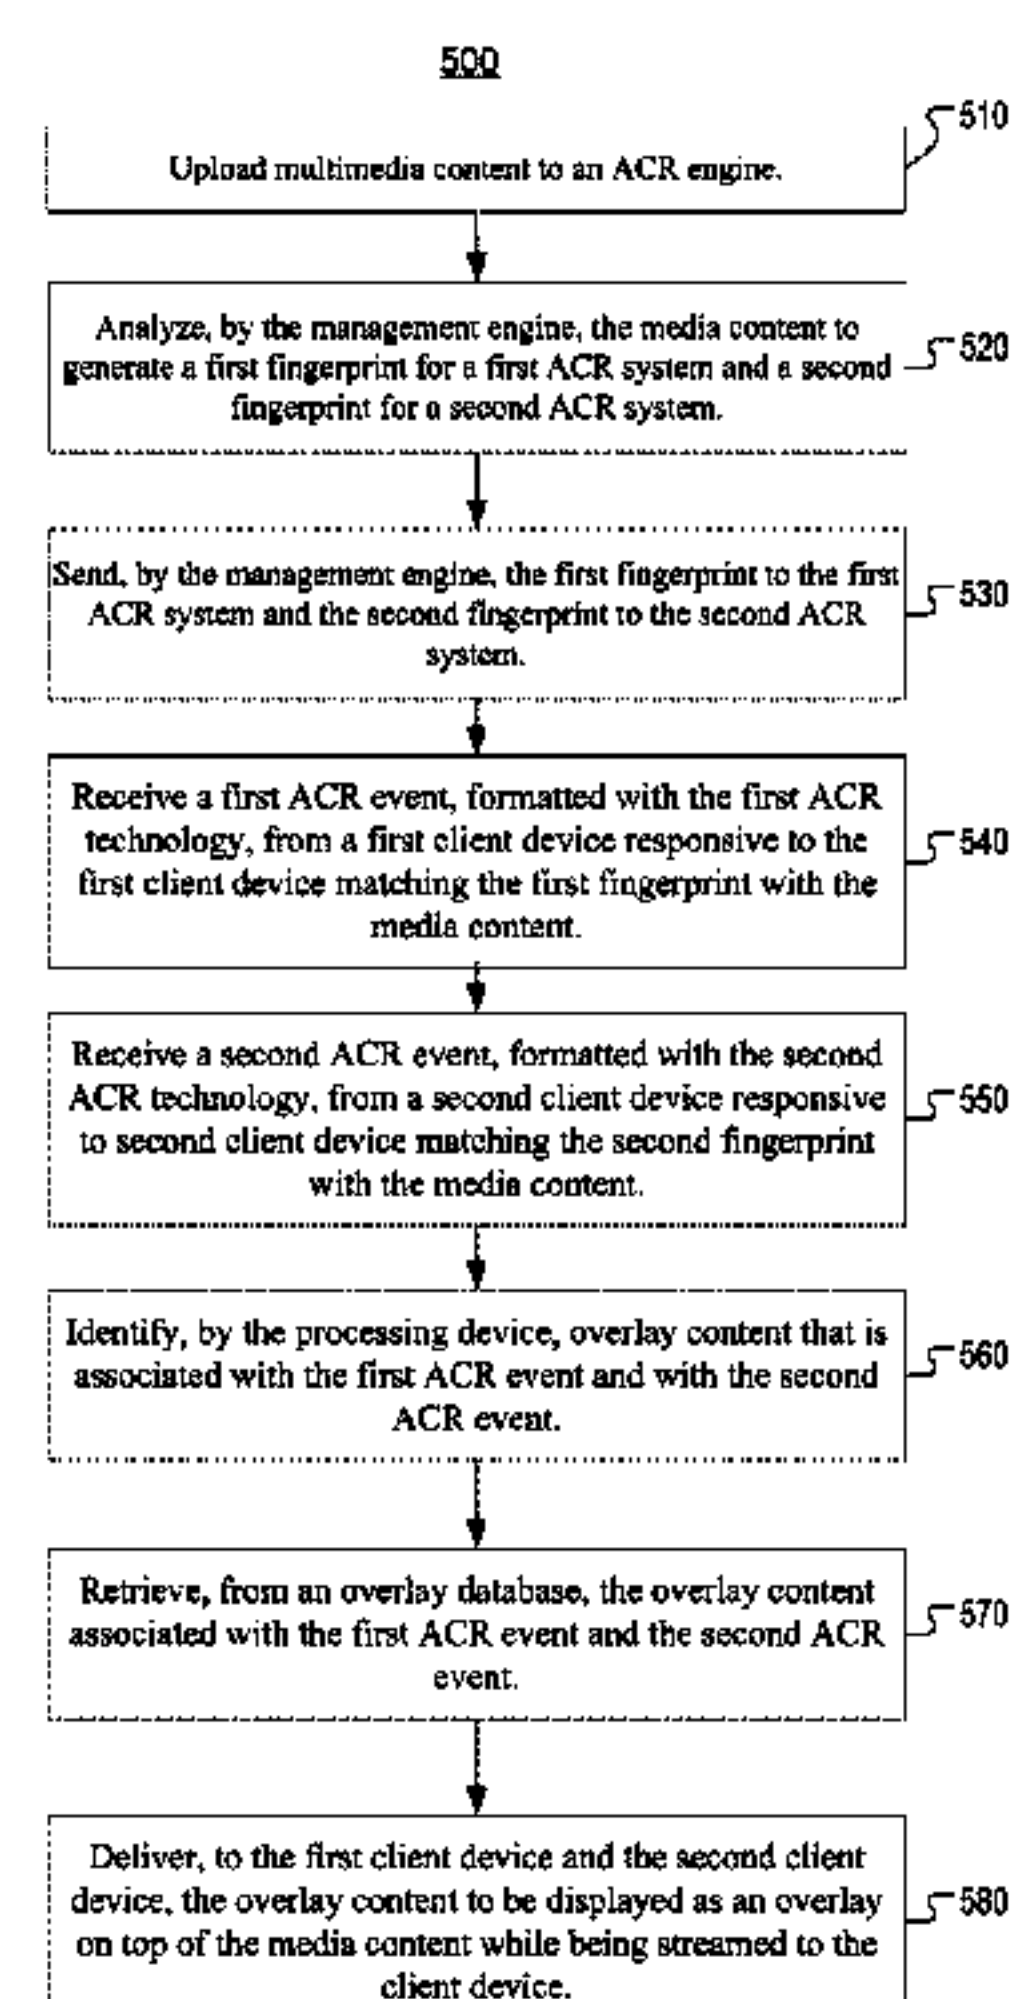 500
510
Upload multimedia content to an ACR engine.
Analyze, by the management engine, the media content to
generate a first fingerprint for a first ACR system and a second
fingerprint for a second ACR system.
520
Send, by the management engine, the first fingerprint to the first
ACR system and the second fingerprint to the second ACR
system.
530
Receive a first ACR event, formatted with the first ACR
technology, from a first client device responsive to the
first client device matching the first fingerprint with the
media content.
540
Receive a second ACR event, formatted with the second
ACR technology, from a second client device responsive
to second client device matching the second fingerprint
with the media content.
550
Identify, by the processing device, overlay content that is
associated with the first ACR event and with the second
ACR event.
560
Retrieve, from an overlay database, the overlay content
associated with the first ACR event and the second ACR
event.
570
Deliver, to the first client device and the second client
device, the overlay content to be displayed as an overlay
on top of the media content while being streamed to the
client device.
580